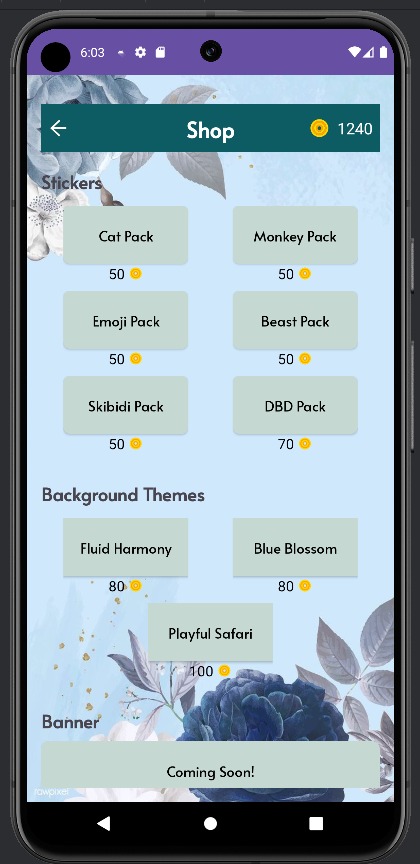 6:03
Shop 1240
Stickers
Cat Pack Monkey Pack
50 50
Emoji Pack Beast Pack
50 50
Skibidi Pack DBD Pack
50 70
Background Themes
Fluid Harmony Blue Blossom
80 80
Playful Safari
100
Banner
Coming Soon!
rawpixel